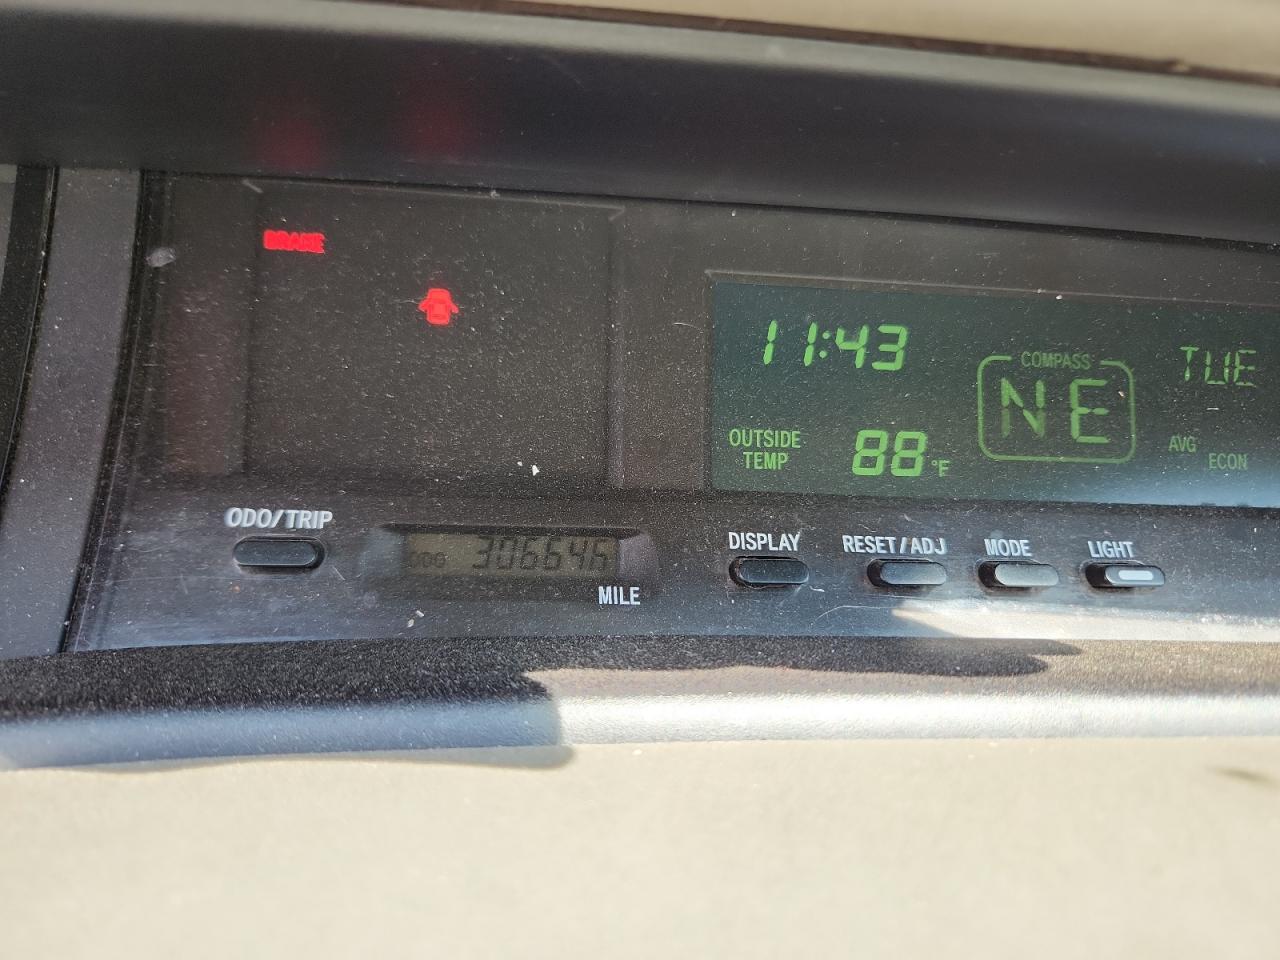 BRAKE
11:43
COMPASS
NE
TUE
OUTSIDE
TEMP
88°F
AVG
ECON
ODO/TRIP
ODO
MILE
DISPLAY
RESET/ADJ
MODE
LIGHT